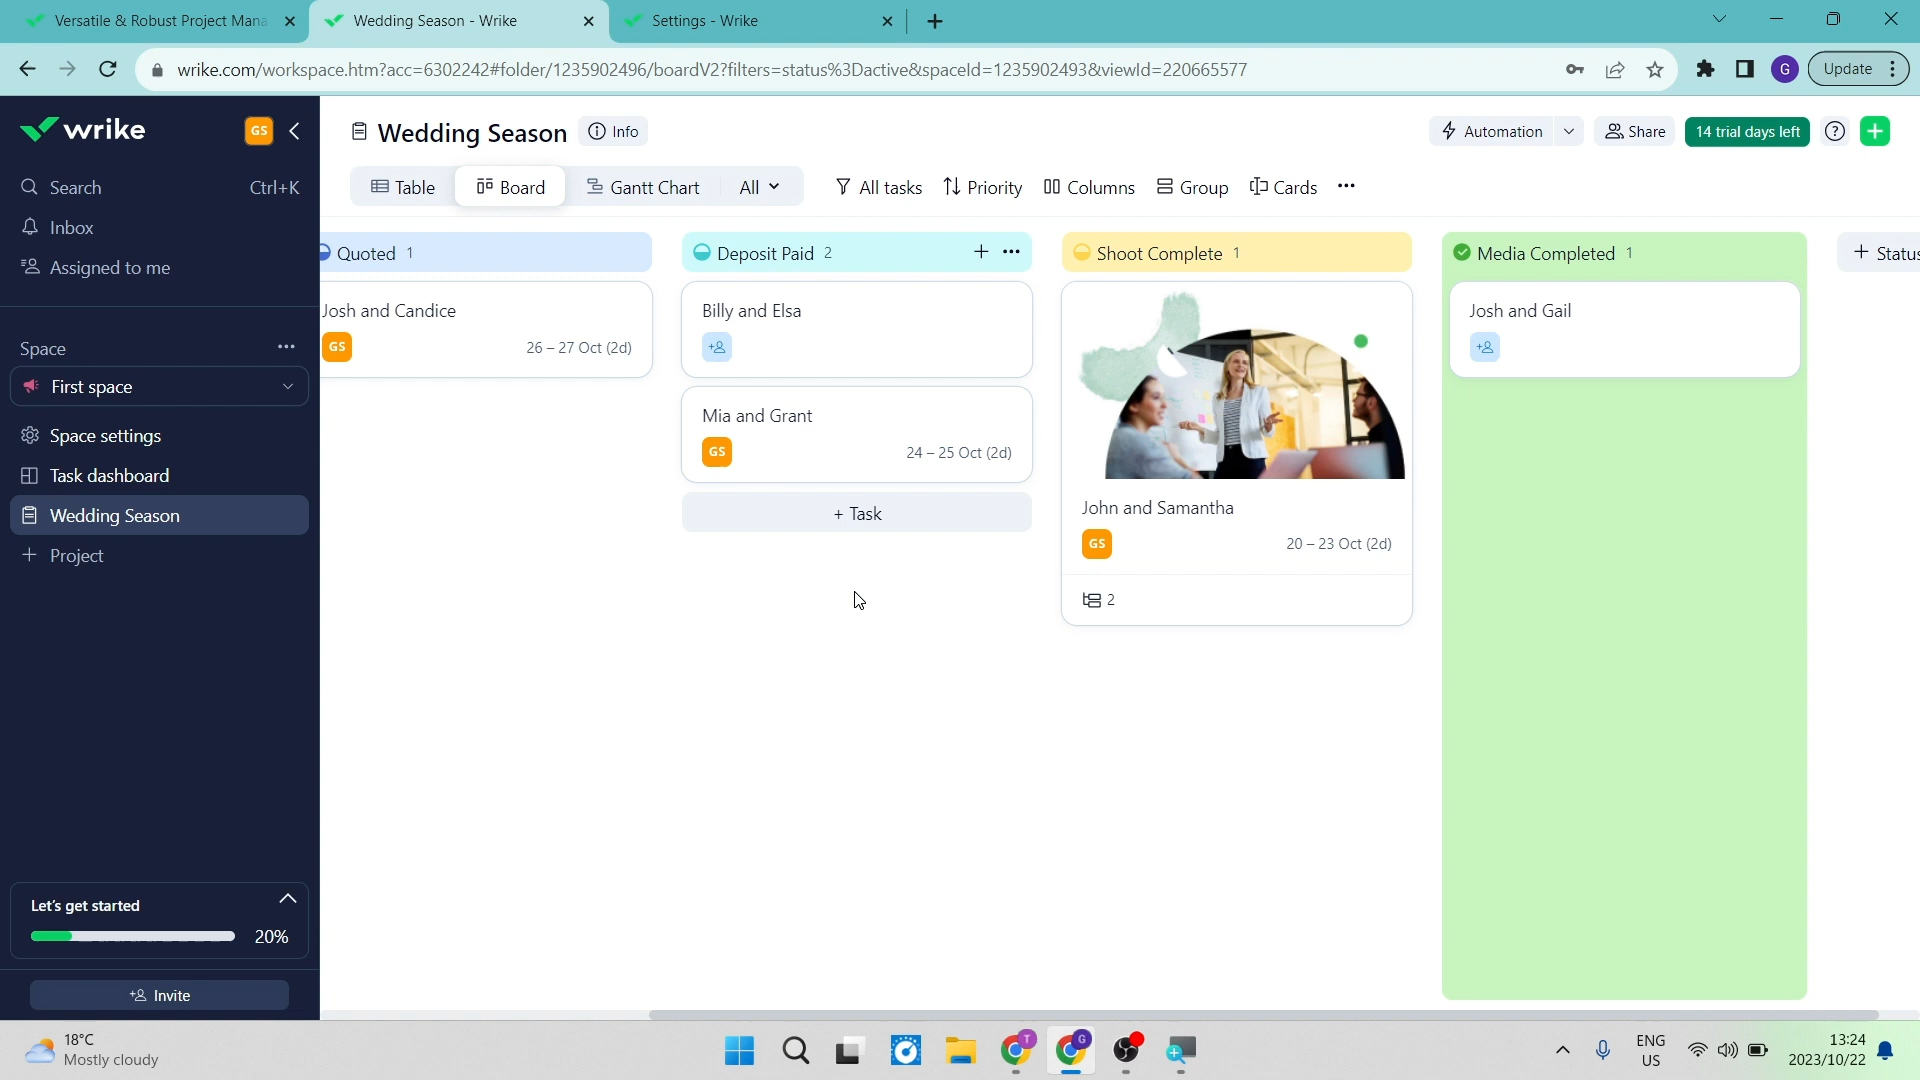 Versatile & Robust Project Mana
Wedding Season - Wrike
Settings - Wrike
wrike.com/workspace.htm?acc=6302242#folder/1235902496/boardV2?filters=status%3Dactive&spaceId=1235902493&viewId=220665577
G
Update
wrike
GS
Search
Ctrl+K
Inbox
Assigned to me
Space
First space
Space settings
Task dashboard
Wedding Season
Project
Let's get started
20%
Invite
Wedding Season
Info
Automation
Share
14 trial days left
Table
Board
Gantt Chart
All
All tasks
Priority
Columns
Group
Cards
Quoted 1
Josh and Candice
GS
26 – 27 Oct (2d)
Deposit Paid 2
Billy and Elsa
Mia and Grant
GS
24 – 25 Oct (2d)
+ Task
Shoot Complete 1
John and Samantha
GS
20 – 23 Oct (2d)
2
Media Completed 1
Josh and Gail
+ Status
18°C
Mostly cloudy
T
G
ENG
US
13:24
2023/10/22